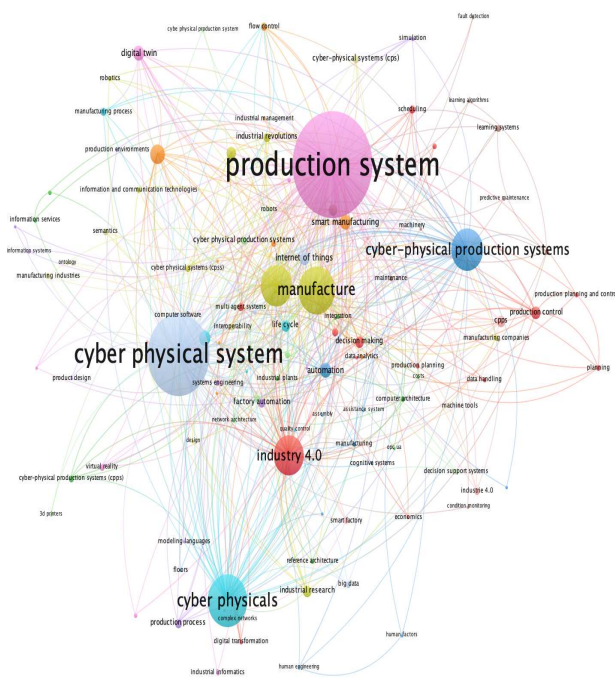 fault detection
cybe physical production system
flow control
simulation
digital twin
cyber-physical systems (cps)
robotics
learning algorithms
manufacturing process
scheduling
industrial management
learning systems
industrial revolutions
production environments
production system
information and communication technologies
predictive maintenance
robots
information services
smart manufacturing
machinery
semantics
cyber physical production systems
cyber-physical production systems
information systems
internet of things
ontology
cyber physical systems (cpss)
manufacturing industries
maintenance
manufacture
production planning and contro
multi agent systems
computer software
integration
production control
life cycle
cpps
interoperability
decision making
manufacturing companies
cyber physical system
data analytics
production planning
planning
automation
costs
product design
systems engineering
industrial plants
data handling
factory automation
computer architecture
assembly
assistance system
machine tools
network architecture
quality control
design
manufacturing
opc ua
industry 4.0
cognitive systems
virtual reality
decision support systems
cyber-physical production systems (cpps)
industrie 4.0
condition monitoring
3d printers
smart factory
economics
modeling languages
reference architecture
floors
big data
industrial research
cyber physicals
complex networks
production process
human factors
digital transformation
human engineering
industrial informatics